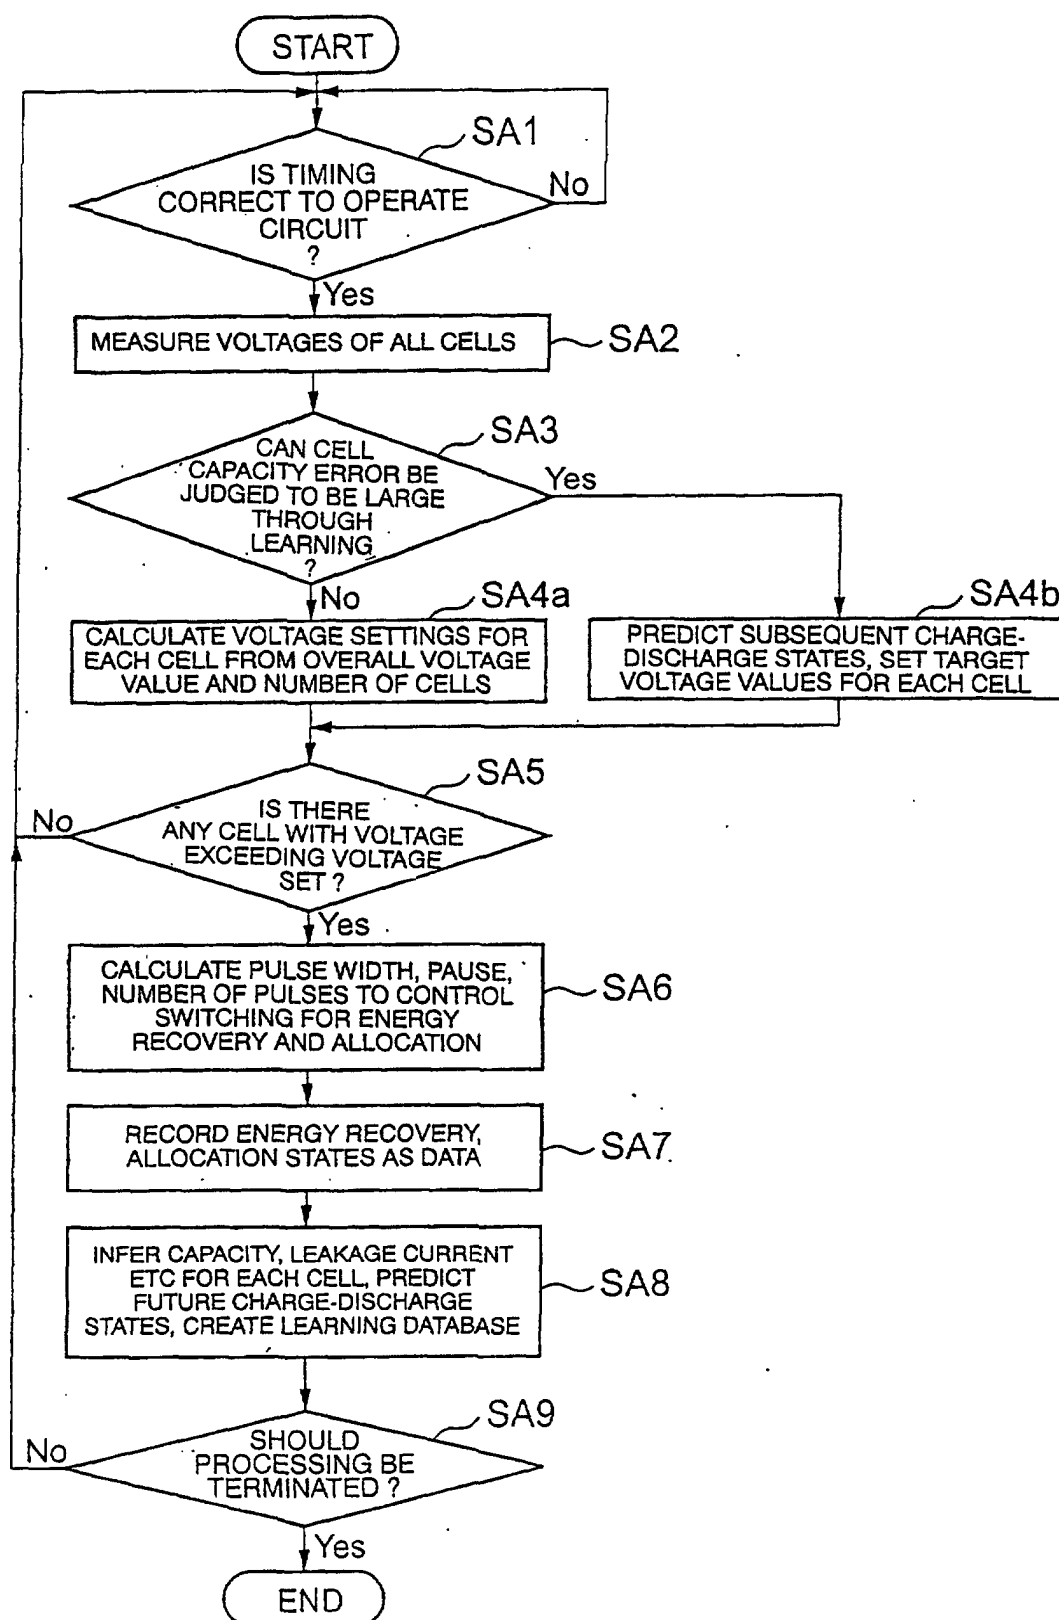 START
SA1
IS TIMING
CORRECT TO OPERATE
CIRCUIT
?
No
Yes
MEASURE VOLTAGES OF ALL CELLS
SA2
SA3
CAN CELL
CAPACITY ERROR BE
JUDGED TO BE LARGE
THROUGH
LEARNING
?
Yes
No
SA4a
CALCULATE VOLTAGE SETTINGS FOR
EACH CELL FROM OVERALL VOLTAGE
VALUE AND NUMBER OF CELLS
SA4b
PREDICT SUBSEQUENT CHARGE-
DISCHARGE STATES, SET TARGET
VOLTAGE VALUES FOR EACH CELL
SA5
IS THERE
ANY CELL WITH VOLTAGE
EXCEEDING VOLTAGE
SET ?
No
Yes
CALCULATE PULSE WIDTH, PAUSE,
NUMBER OF PULSES TO CONTROL
SWITCHING FOR ENERGY
RECOVERY AND ALLOCATION
SA6
RECORD ENERGY RECOVERY,
ALLOCATION STATES AS DATA
SA7
INFER CAPACITY, LEAKAGE CURRENT
ETC FOR EACH CELL, PREDICT
FUTURE CHARGE-DISCHARGE
STATES, CREATE LEARNING DATABASE
SA8
SA9
SHOULD
PROCESSING BE
TERMINATED ?
No
Yes
END